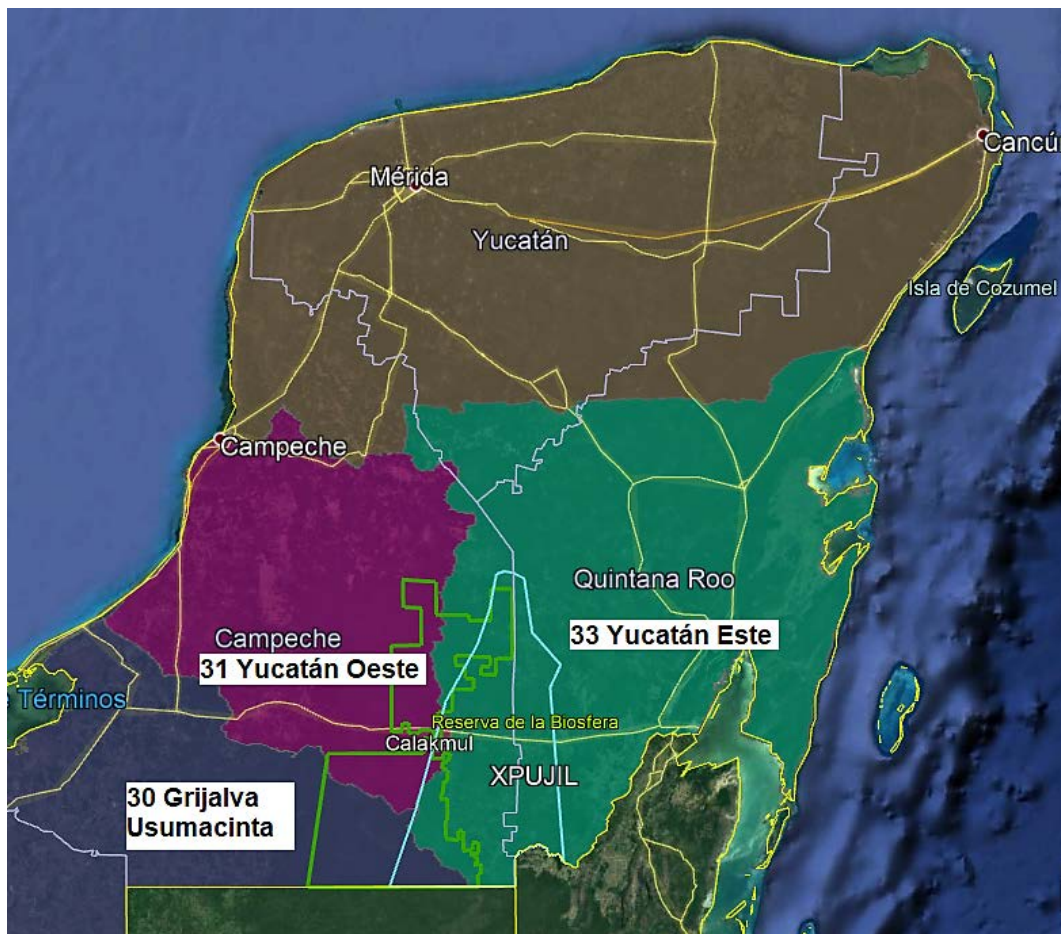 Mérida
Cancú
Yucatán
Isla de Cozumel
Campeche
Quintana Roo
33 Yucatán Este
Campeche
31 Yucatán Oeste
e Términos
Reserva de la Biosfera
Calakmul
XPUJIL
30 Grijalva
Usumacinta